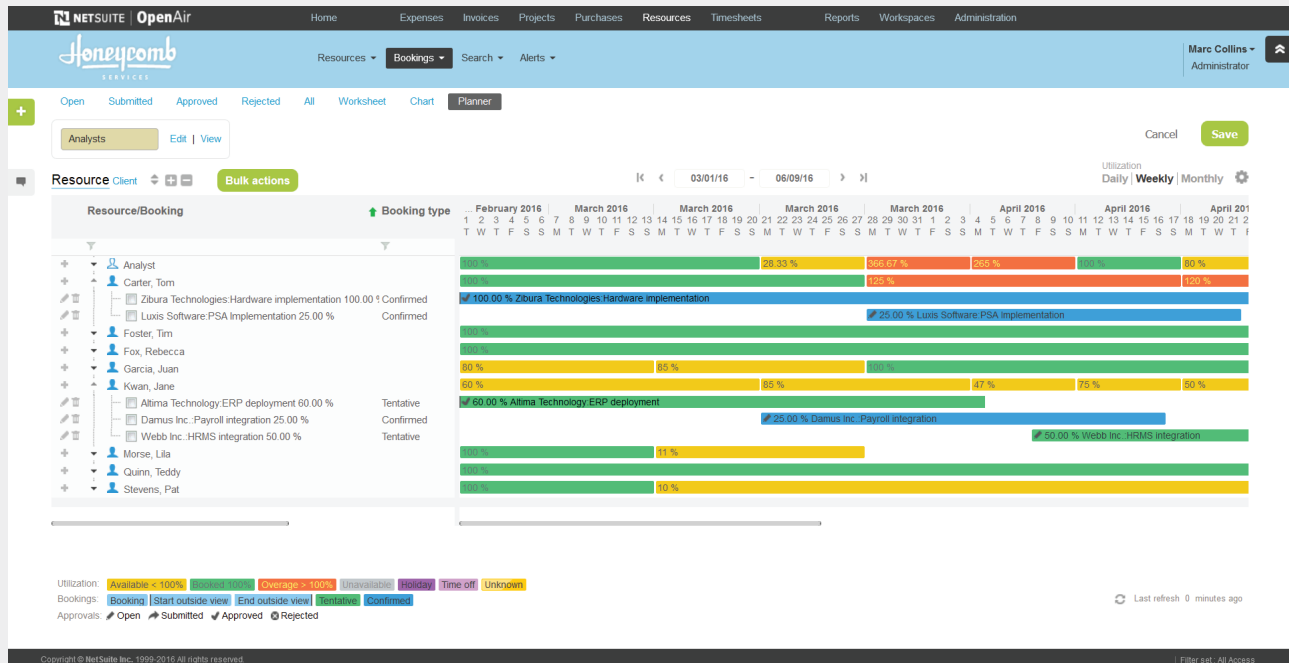 NETSUITE OpenAir Home Expenses Invoices Projects Purchases Resources Timesheets Reports Workspaces Administration
Honeycomb
SERVICES
Resources Bookings Search Alerts
Marc Collins
Administrator
Open Submitted Approved Rejected All Worksheet Chart Planner
Analysts Edit | View
Cancel Save
Resource Client Bulk actions
03/01/16 - 06/09/16
Utilization
Daily | Weekly | Monthly
Resource/Booking Booking type
... February 2016 March 2016 March 2016 March 2016 March 2016 April 2016 April 2016 April 201
1 2 3 4 5 6 7 8 9 10 11 12 13 14 15 16 17 18 19 20 21 22 23 24 25 26 27 28 29 30 31 1 2 3 4 5 6 7 8 9 10 11 12 13 14 15 16 17 18 19 20 21 2
T W T F S S M T W T F S S M T W T F S S M T W T F S S M T W T F S S M T W T F S S M T W T F S S M T W T F
Analyst 100 % 28.33 % 366.67 % 265 % 100 % 80 %
Carter, Tom 100 % 125 % 120 %
Zibura Technologies:Hardware implementation 100.00 % Confirmed 100.00 % Zibura Technologies:Hardware implementation
Luxis Software:PSA Implementation 25.00 % Confirmed 25.00 % Luxis Software:PSA implementation
Foster, Tim 100 %
Fox, Rebecca 100 %
Garcia, Juan 80 % 85 % 100 %
Kwan, Jane 60 % 85 % 47 % 75 % 50 %
Altima Technology:ERP deployment 60.00 % Tentative 60.00 % Altima Technology:ERP deployment
Damus Inc.:Payroll integration 25.00 % Confirmed 25.00 % Damus Inc.:Payroll integration
Webb Inc.:HRMS integration 50.00 % Tentative 50.00 % Webb Inc.:HRMS integration
Morse, Lila 100 % 11 %
Quinn, Teddy 100 %
Stevens, Pat 100 % 10 %
Utilization: Available < 100% Booked 100% Overage > 100% Unavailable Holiday Time off Unknown
Bookings: Booking Start outside view End outside view Tentative Confirmed
Last refresh 0 minutes ago
Approvals: Open Submitted Approved Rejected
Copyright © NetSuite Inc. 1999-2016 All rights reserved. Filter set : All Access